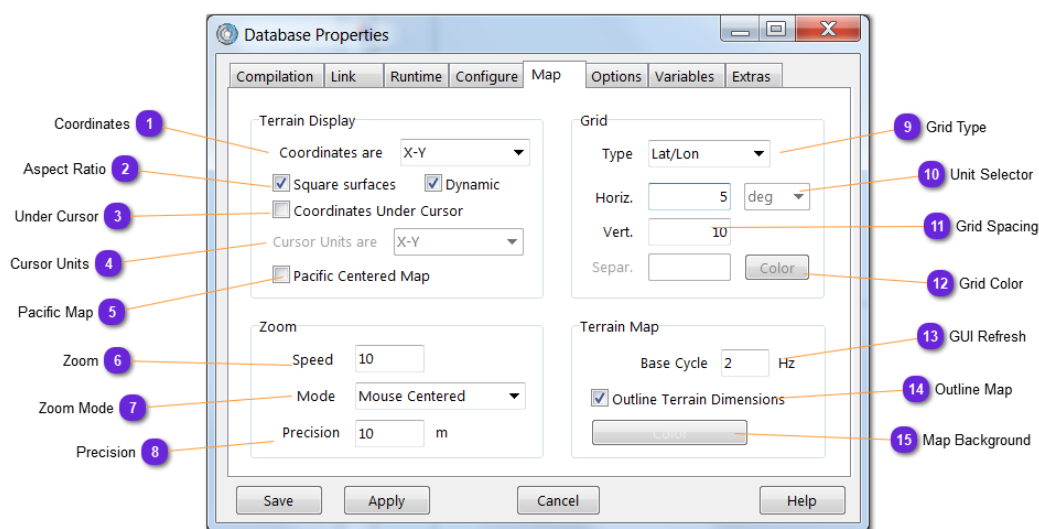 Database Properties
Compilation Link Runtime Configure Map Options Variables Extras
Coordinates 1
Aspect Ratio 2
Under Cursor 3
Cursor Units 4
Pacific Map 5
Zoom 6
Zoom Mode 7
Precision 8
Terrain Display
Coordinates are X-Y
Square surfaces Dynamic
Coordinates Under Cursor
Cursor Units are X-Y
Pacific Centered Map
Zoom
Speed 10
Mode Mouse Centered
Precision 10 m
Grid
Type Lat/Lon
Horiz. 5 deg
Vert. 10
Separ. Color
Terrain Map
Base Cycle 2 Hz
Outline Terrain Dimensions
Color
9 Grid Type
10 Unit Selector
11 Grid Spacing
12 Grid Color
13 GUI Refresh
14 Outline Map
15 Map Background
Save Apply Cancel Help